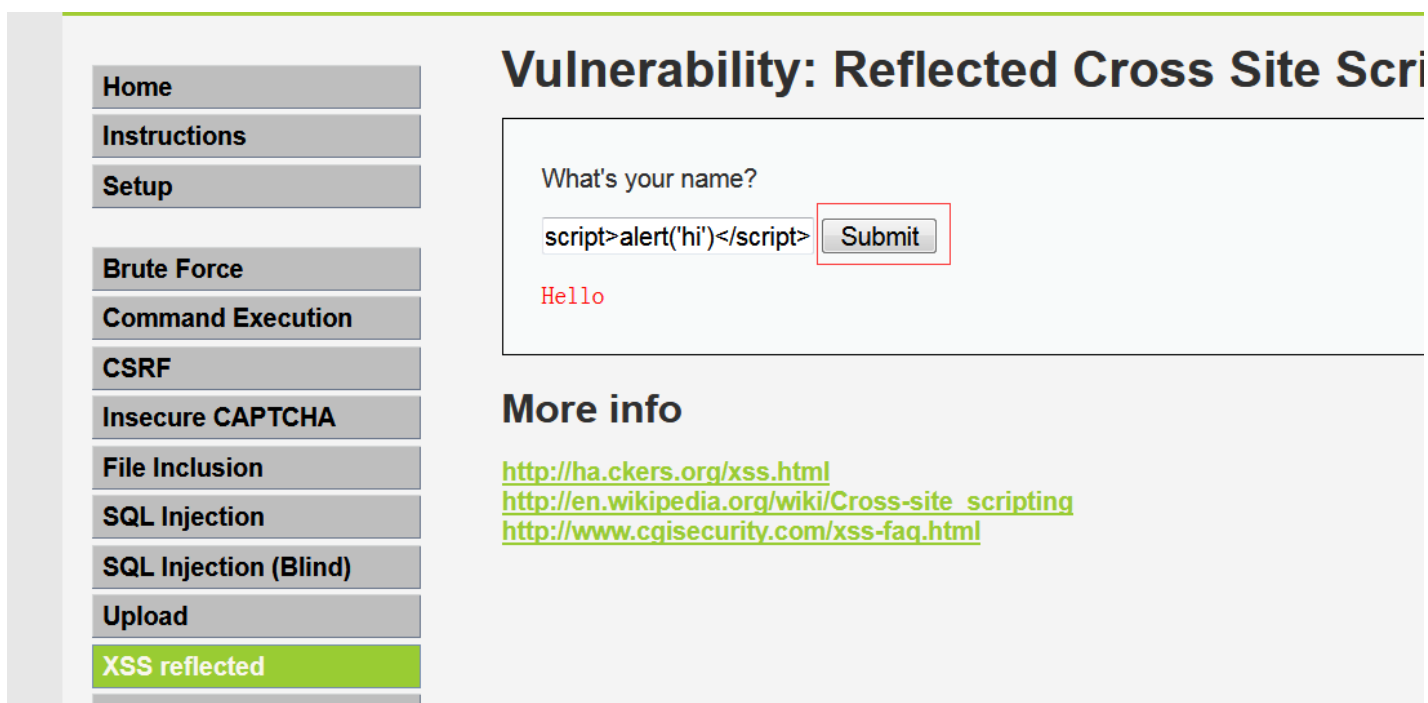 Home
Instructions
Setup
Brute Force
Command Execution
CSRF
Insecure CAPTCHA
File Inclusion
SQL Injection
SQL Injection (Blind)
Upload
XSS reflected
Vulnerability: Reflected Cross Site Scri
What's your name?
script>alert('hi')</script> Submit
Hello
More info
http://ha.ckers.org/xss.html
http://en.wikipedia.org/wiki/Cross-site_scripting
http://www.cgisecurity.com/xss-faq.html